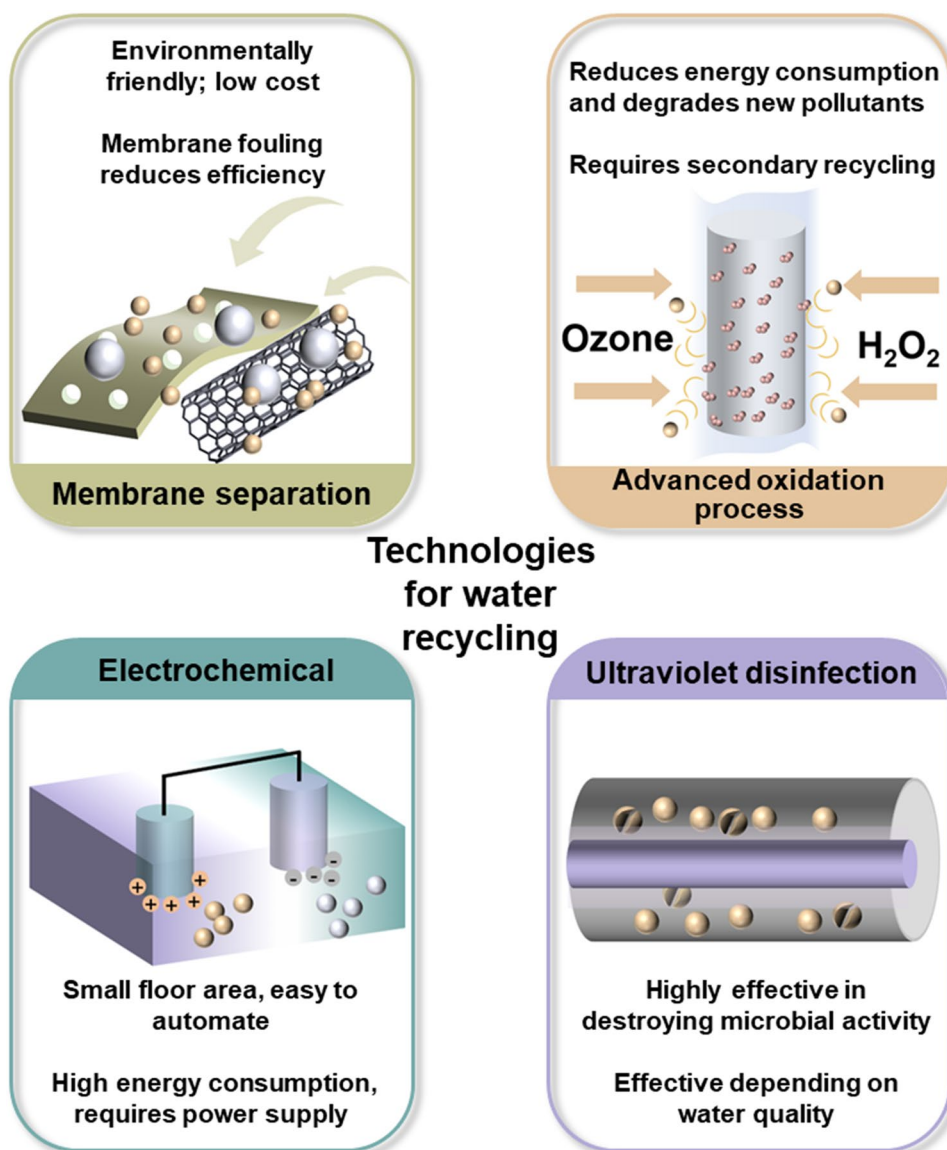 Environmentally
friendly; low cost
Membrane fouling
reduces efficiency
Membrane separation
Reduces energy consumption
and degrades new pollutants
Requires secondary recycling
Ozone
H₂O₂
Advanced oxidation
process
Technologies
for water
recycling
Electrochemical
+
+
+
+
+
-
-
-
-
Small floor area, easy to
automate
High energy consumption,
requires power supply
Ultraviolet disinfection
Highly effective in
destroying microbial activity
Effective depending on
water quality